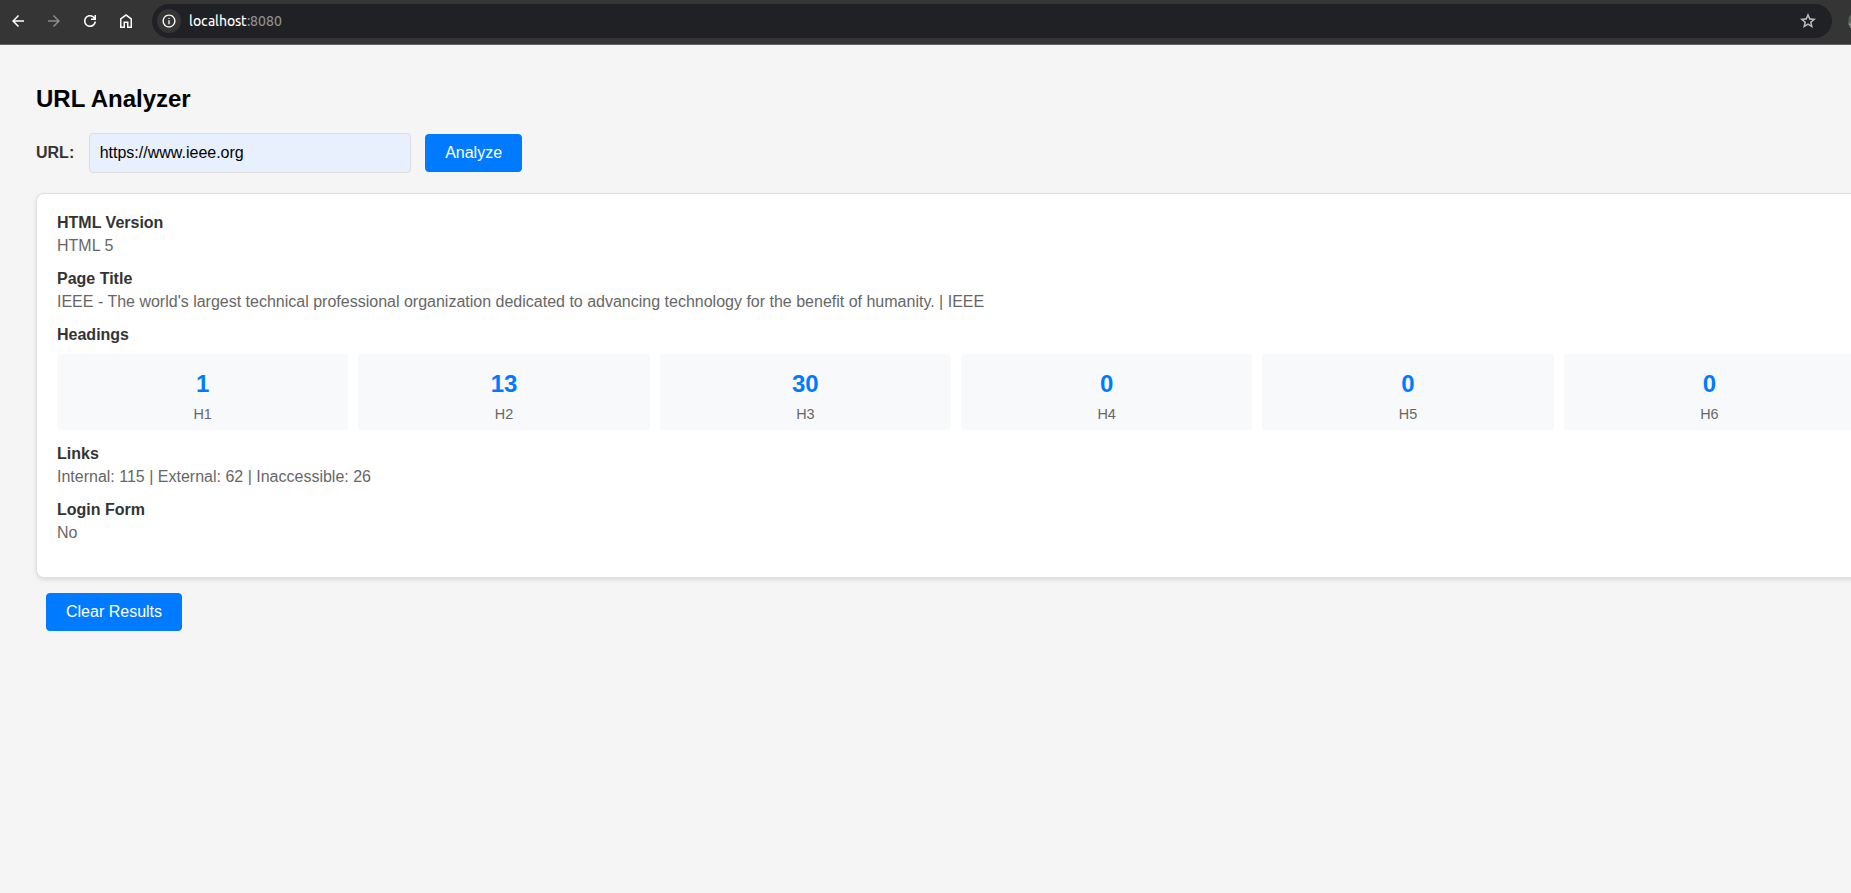 localhost:8080
URL Analyzer
URL: https://www.ieee.org Analyze
HTML Version
HTML 5
Page Title
IEEE - The world's largest technical professional organization dedicated to advancing technology for the benefit of humanity. | IEEE
Headings
1 13 30 0 0 0
H1 H2 H3 H4 H5 H6
Links
Internal: 115 | External: 62 | Inaccessible: 26
Login Form
No
Clear Results